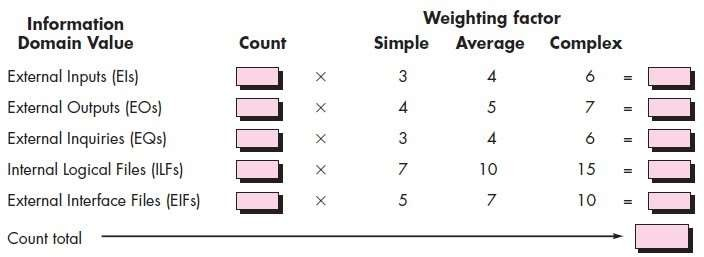 Information Domain Value Count Weighting factor
Simple Average Complex
External Inputs (EIs) × 3 4 6 =
External Outputs (EOs) × 4 5 7 =
External Inquiries (EQs) × 3 4 6 =
Internal Logical Files (ILFs) × 7 10 15 =
External Interface Files (EIFs) × 5 7 10 =
Count total